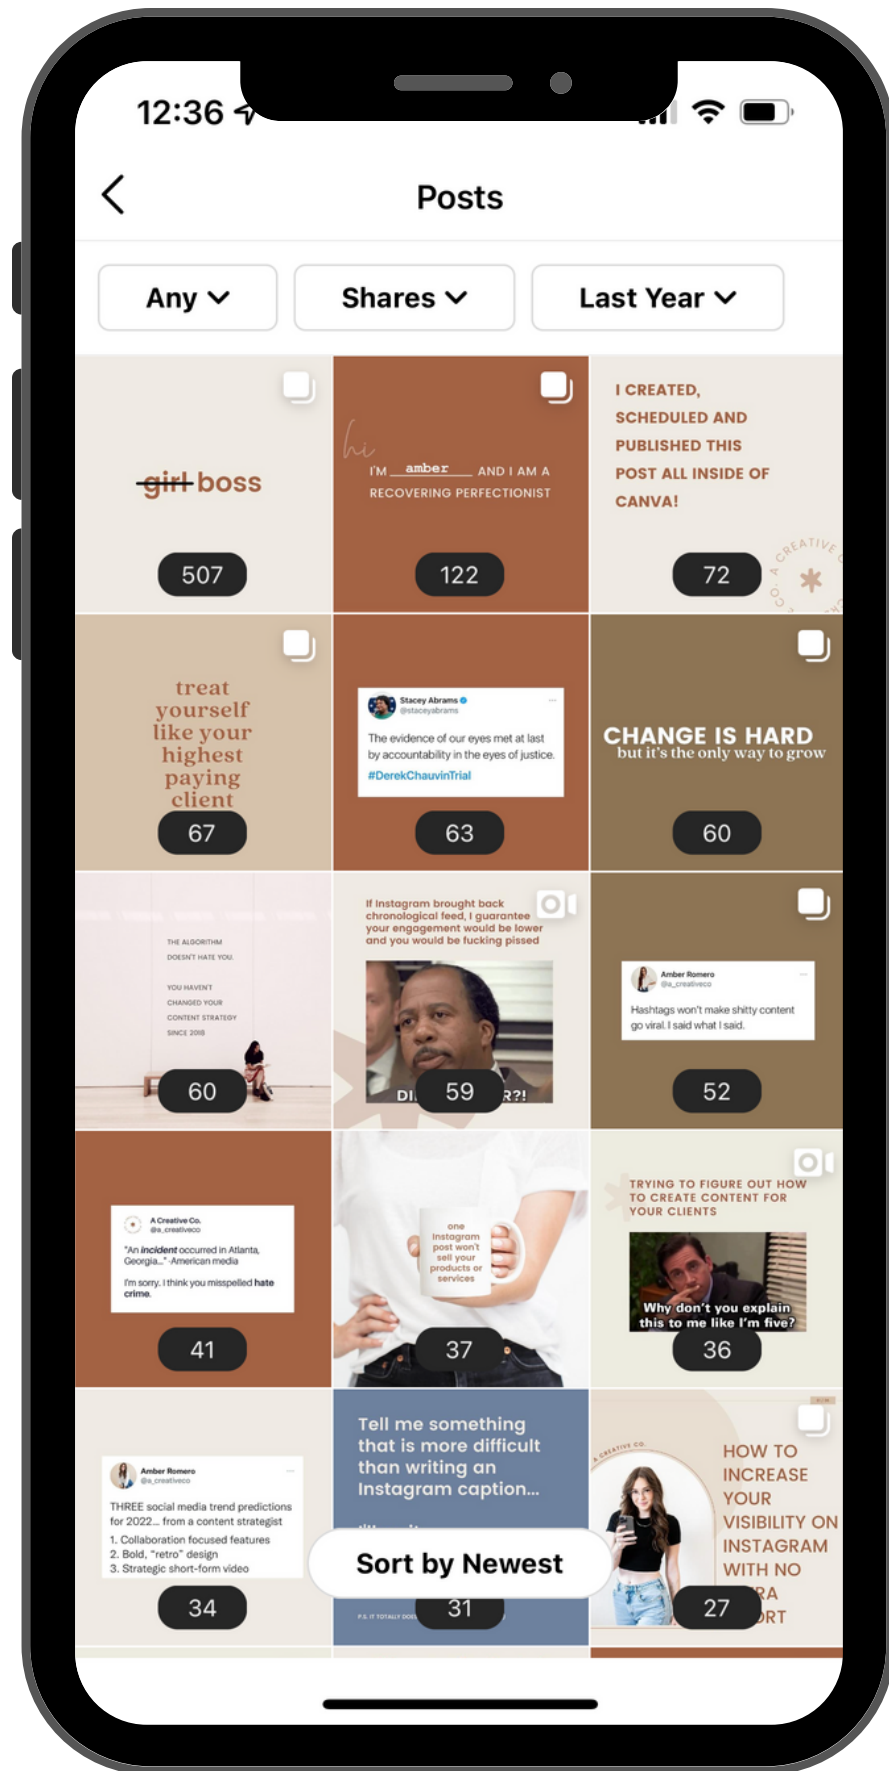 12:36
Posts
Any
Shares
Last Year
girl boss
507
hi
I'M amber AND I AM A
RECOVERING PERFECTIONIST
122
I CREATED,
SCHEDULED AND
PUBLISHED THIS
POST ALL INSIDE OF
CANVA!
A CREATIVE CO.
72
treat
yourself
like your
highest
paying
client
67
Stacey Abrams
@staceyabrams
The evidence of our eyes met at last
by accountability in the eyes of justice.
#DerekChauvinTrial
63
CHANGE IS HARD
but it's the only way to grow
60
THE ALGORITHM
DOESN'T HATE YOU.
YOU HAVEN'T
CHANGED YOUR
CONTENT STRATEGY
SINCE 2018
60
If Instagram brought back
chronological feed, I guarantee
your engagement would be lower
and you would be fucking pissed
59
Amber Romero
@a_creativeco
Hashtags won't make shitty content
go viral. I said what I said.
52
A Creative Co.
@a_creativeco
"An incident occurred in Atlanta,
Georgia..." -American media
I'm sorry. I think you misspelled hate
crime.
41
one
Instagram
post won't
sell your
products or
services
37
TRYING TO FIGURE OUT HOW
TO CREATE CONTENT FOR
YOUR CLIENTS
Why don't you explain
this to me like I'm five?
36
Amber Romero
@a_creativeco
THREE social media trend predictions
for 2022... from a content strategist
1. Collaboration focused features
2. Bold, "retro" design
3. Strategic short-form video
34
Tell me something
that is more difficult
than writing an
Instagram caption...
Sort by Newest
P.S. IT TOTALLY
31
A CREATIVE CO.
HOW TO
INCREASE
YOUR
VISIBILITY ON
INSTAGRAM
WITH NO
27